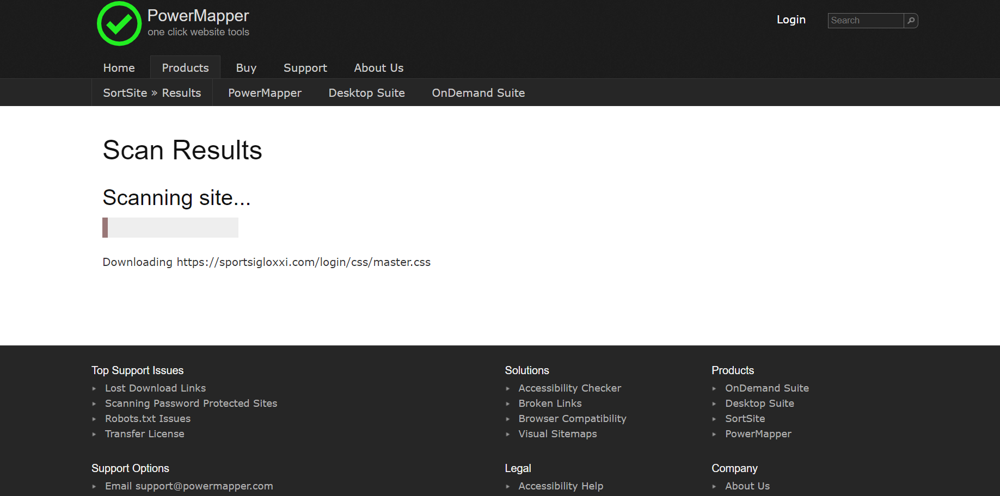 PowerMapper
one click website tools
Login
Search
Home
Products
Buy
Support
About Us
SortSite » Results
PowerMapper
Desktop Suite
OnDemand Suite
Scan Results
Scanning site...
Downloading https://sportsigloxxi.com/login/css/master.css
Top Support Issues
Lost Download Links
Scanning Password Protected Sites
Robots.txt Issues
Transfer License
Solutions
Accessibility Checker
Broken Links
Browser Compatibility
Visual Sitemaps
Products
OnDemand Suite
Desktop Suite
SortSite
PowerMapper
Support Options
Email support@powermapper.com
Legal
Accessibility Help
Company
About Us